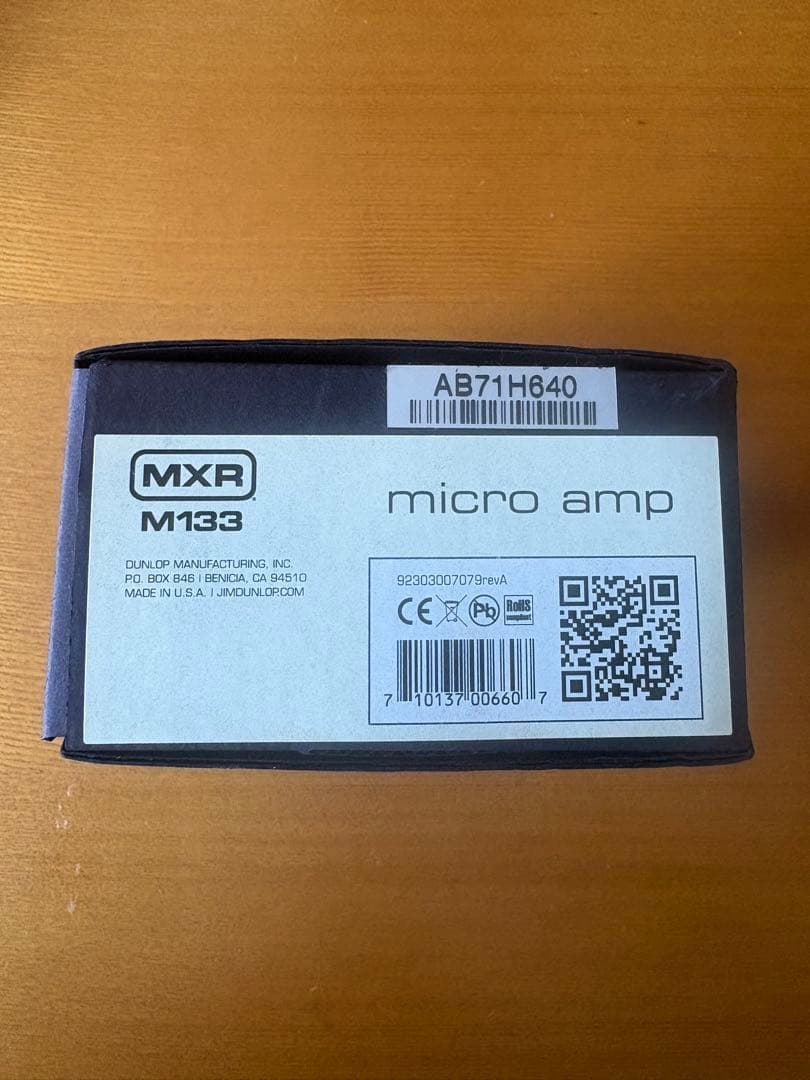 AB71H640
MXR
M133
micro amp
DUNLOP MANUFACTURING, INC.
P.O. BOX 846 | BENICIA, CA 94510
MADE IN U.S.A. | JIMDUNLOP.COM
92303007079revA
CE Pb RoHS
compliant
7 10137 00660 7